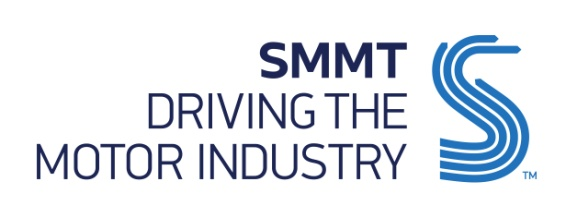 SMMT
DRIVING THE
MOTOR INDUSTRY
TM